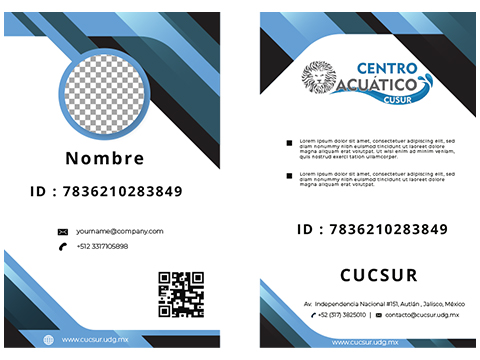 Nombre
ID : 7836210283849
yourname@company.com
+512 3317105898
www.cucsur.udg.mx
CENTRO
ACUÁTICO
CUSUR
Lorem ipsum dolor sit amet, consectetuer adipiscing elit, sed
diam nonummy nibh euismod tincidunt ut laoreet dolore
magna aliquam erat volutpat. Ut wisi enim ad minim veniam,
quis nostrud exerci tation ullamcorper.
Lorem ipsum dolor sit amet, consectetuer adipiscing elit, sed
diam nonummy nibh euismod tincidunt ut laoreet dolore
magna aliquam erat volutpat.
ID : 7836210283849
CUCSUR
Av. Independencia Nacional #151, Autlán , Jalisco, México
+52 (317) 3825010 | contacto@cucsur.udg.mx
www.cucsur.udg.mx